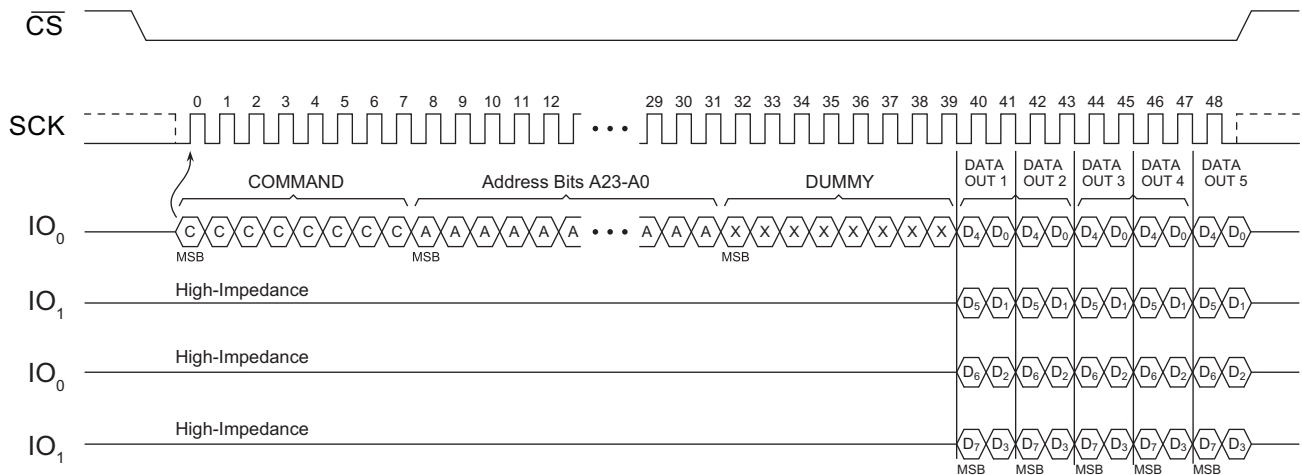 CS
SCK
0 1 2 3 4 5 6 7 8 9 10 11 12 • • • 29 30 31 32 33 34 35 36 37 38 39 40 41 42 43 44 45 46 47 48
COMMAND Address Bits A23-A0 DUMMY DATA OUT 1 DATA OUT 2 DATA OUT 3 DATA OUT 4 DATA OUT 5
IO0 C C C C C C C C A A A A A A • • • A A A X X X X X X X X D4 D0 D4 D0 D4 D0 D4 D0 D4 D0
MSB MSB MSB
High-Impedance
IO1 D5 D1 D5 D1 D5 D1 D5 D1 D5 D1
High-Impedance
IO0 D6 D2 D6 D2 D6 D2 D6 D2 D6 D2
High-Impedance
IO1 D7 D3 D7 D3 D7 D3 D7 D3 D7 D3
MSB MSB MSB MSB MSB